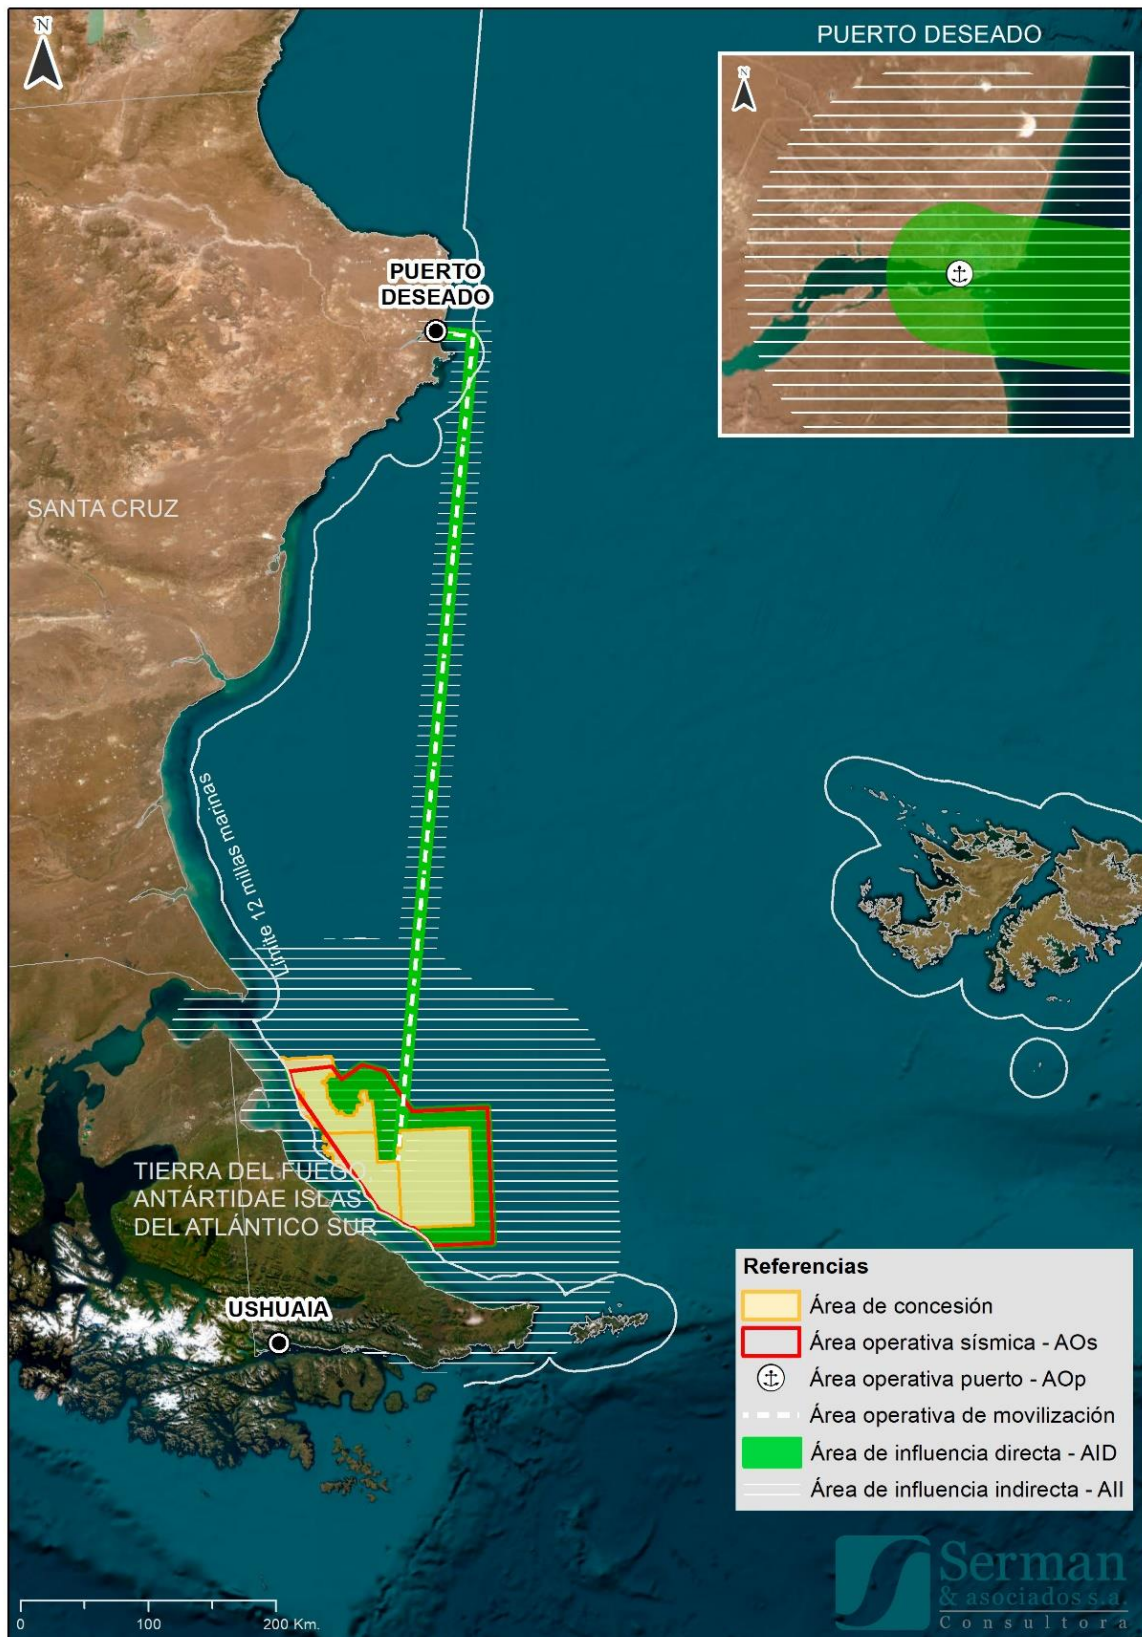 N
PUERTO DESEADO
N
PUERTO
DESEADO
SANTA CRUZ
Límite 12 millas marinas
TIERRA DEL FUEGO
ANTÁRTIDAE ISLAS
DEL ATLÁNTICO SUR
USHUAIA
Referencias
Área de concesión
Área operativa sísmica - AOs
Área operativa puerto - AOp
Área operativa de movilización
Área de influencia directa - AID
Área de influencia indirecta - AII
0 100 200 Km.
Serman
& asociados s.a.
Consultora